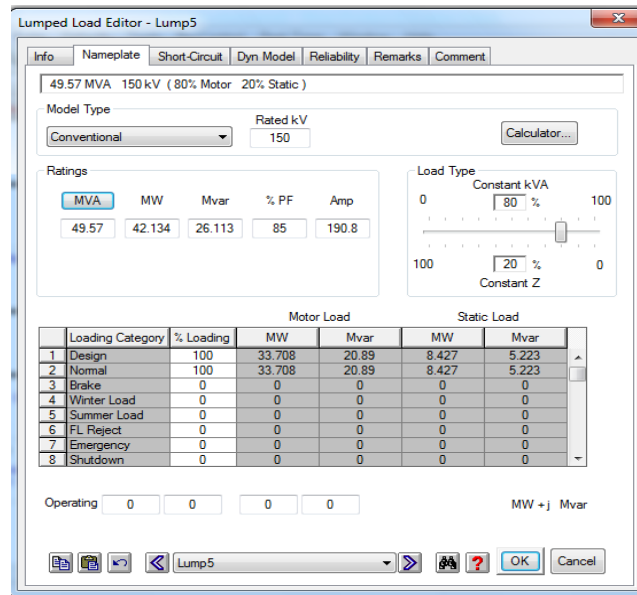 Lumped Load Editor - Lump5
Info Nameplate Short-Circuit Dyn Model Reliability Remarks Comment
49.57 MVA 150 kV ( 80% Motor 20% Static )
Model Type
Rated kV
Conventional 150 Calculator...
Ratings
MVA MW Mvar % PF Amp
49.57 42.134 26.113 85 190.8
Load Type
Constant kVA
0 80 % 100
100 20 % 0
Constant Z
Motor Load Static Load
Loading Category % Loading MW Mvar MW Mvar
1 Design 100 33.708 20.89 8.427 5.223
2 Normal 100 33.708 20.89 8.427 5.223
3 Brake 0 0 0 0 0
4 Winter Load 0 0 0 0 0
5 Summer Load 0 0 0 0 0
6 FL Reject 0 0 0 0 0
7 Emergency 0 0 0 0 0
8 Shutdown 0 0 0 0 0
Operating 0 0 0 0 MW +j Mvar
Lump5 ? OK Cancel